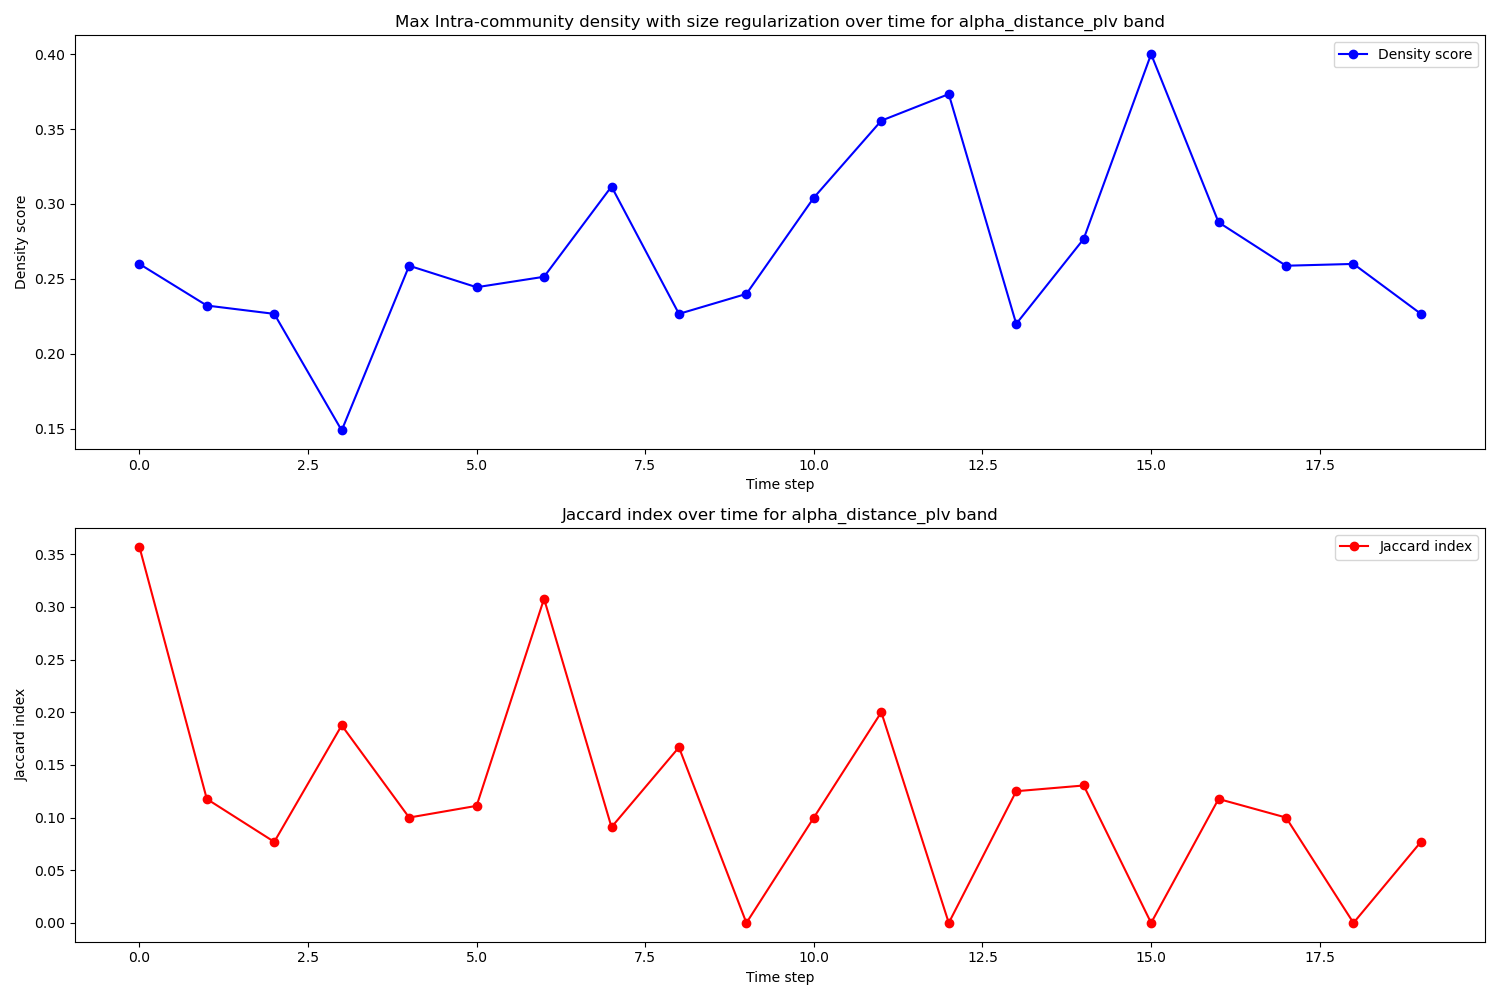 Max Intra-community density with size regularization over time for alpha_distance_plv band
Density score
0.40
0.35
0.30
0.25
0.20
0.15
Density score
0.0 2.5 5.0 7.5 10.0 12.5 15.0 17.5
Time step
Jaccard index over time for alpha_distance_plv band
Jaccard index
0.35
0.30
0.25
0.20
0.15
0.10
0.05
0.00
Jaccard index
0.0 2.5 5.0 7.5 10.0 12.5 15.0 17.5
Time step